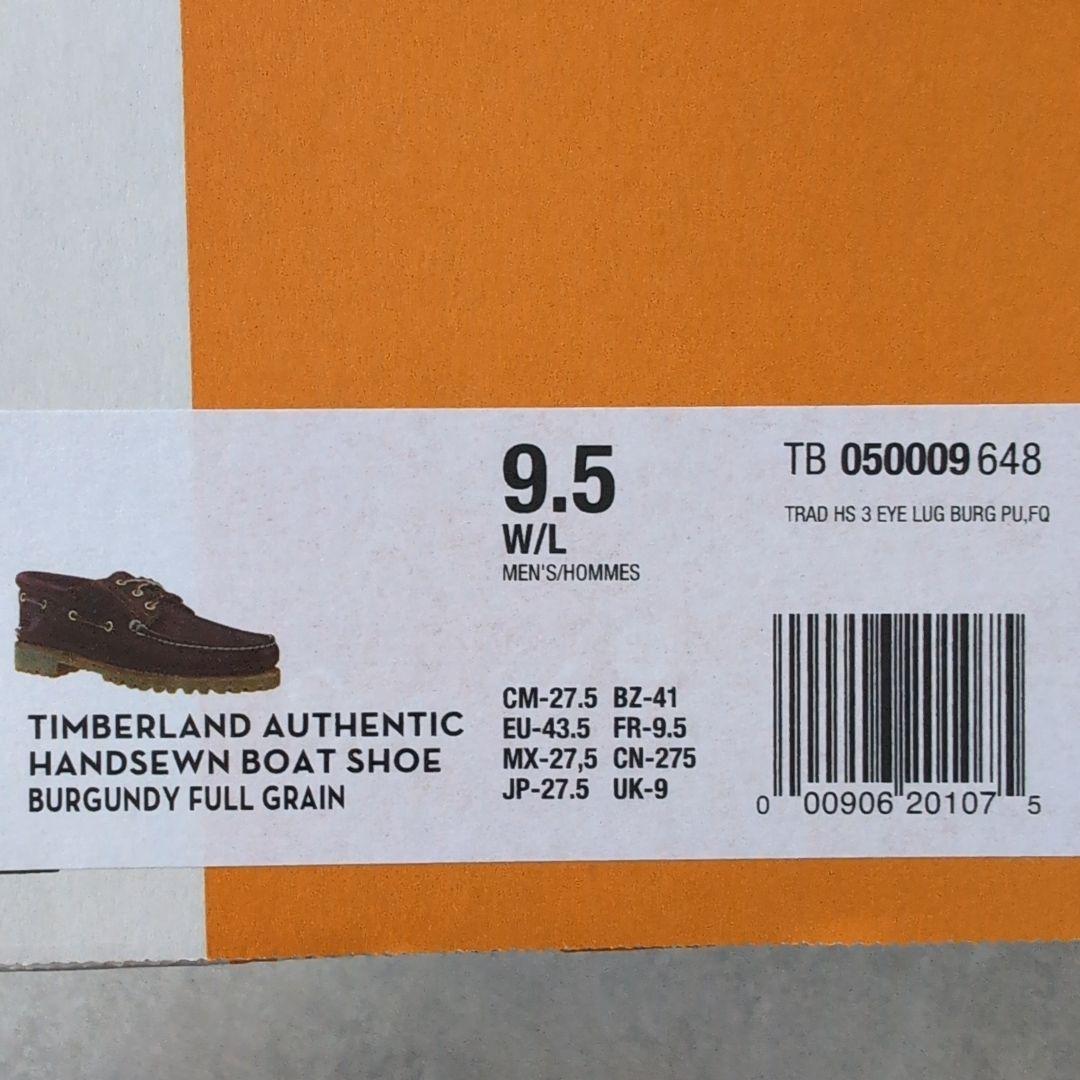 9.5
W/L
MEN'S/HOMMES
TB 050009 648
TRAD HS 3 EYE LUG BURG PU,FQ
TIMBERLAND AUTHENTIC
HANDSEWN BOAT SHOE
BURGUNDY FULL GRAIN
CM-27.5 BZ-41
EU-43.5 FR-9.5
MX-27,5 CN-275
JP-27.5 UK-9
0 00906 20107 5